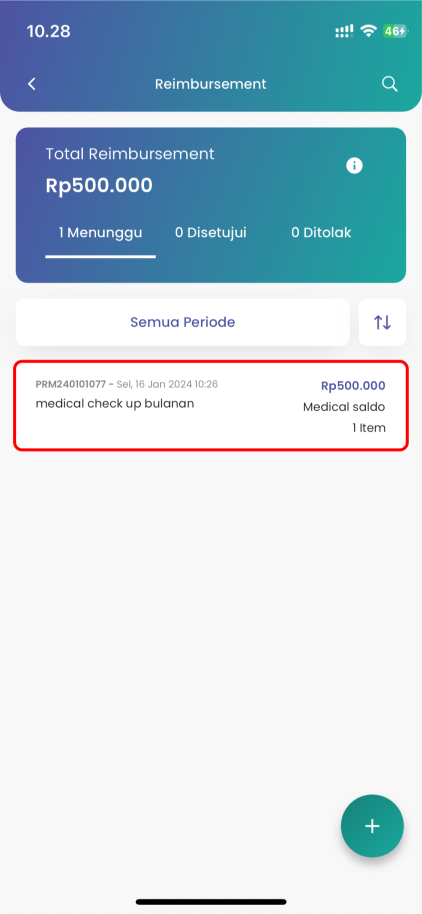 10.28
46
Reimbursement
Total Reimbursement
Rp500.000
1 Menunggu 0 Disetujui 0 Ditolak
Semua Periode
PRM240101077 - Sel, 16 Jan 2024 10:26 Rp500.000
medical check up bulanan Medical saldo
1 Item